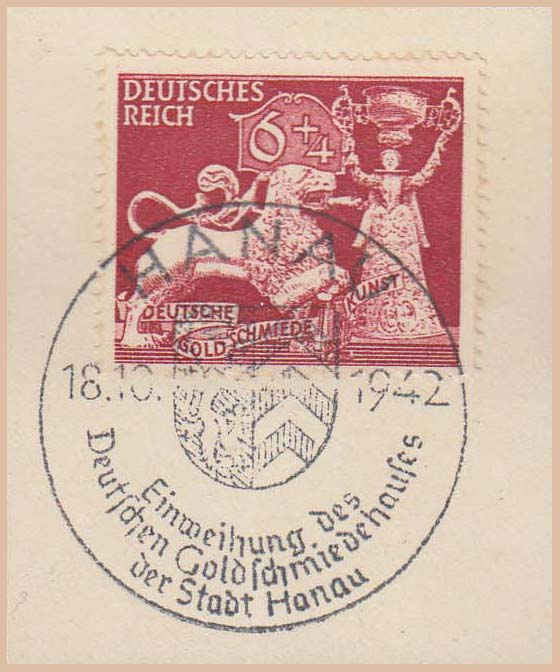 DEUTSCHES
REICH
6+4
DEUTSCHE
GOLDSCHMIEDE
KUNST
HANAU
18.10. 1942
Einweihung des
Deutschen Goldschmiedehauses
der Stadt Hanau